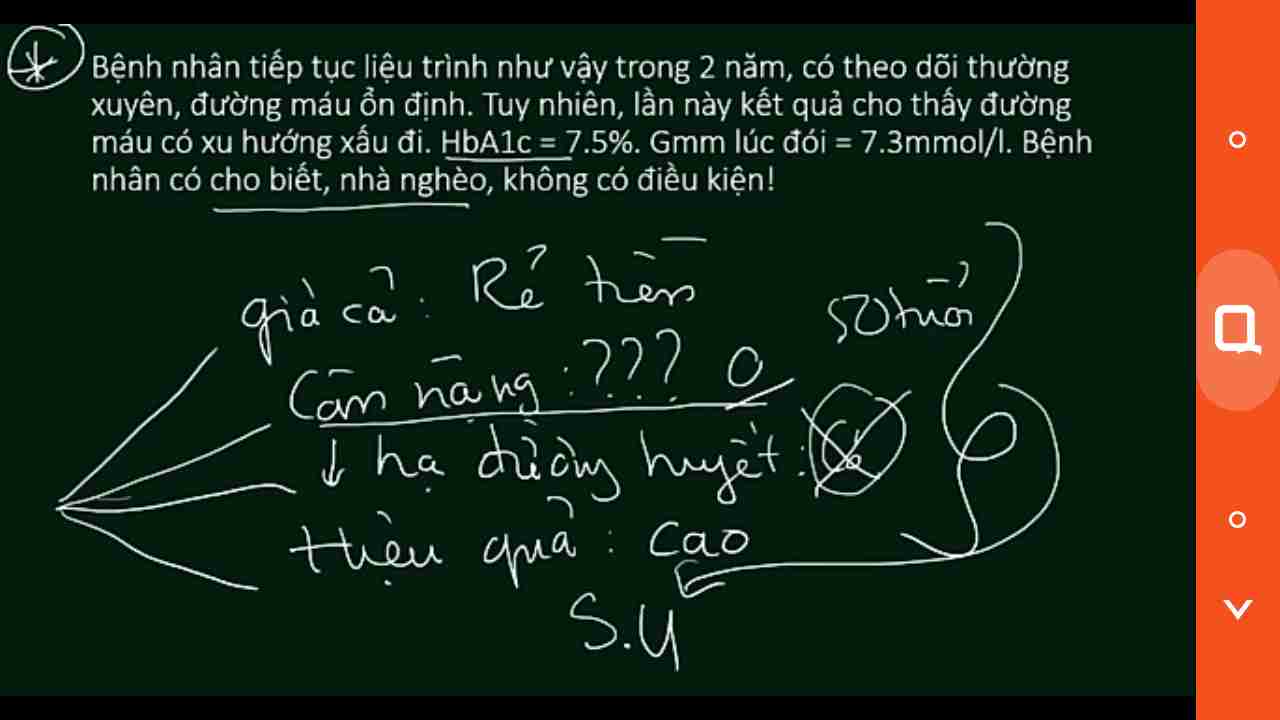 Bệnh nhân tiếp tục liệu trình như vậy trong 2 năm, có theo dõi thường
xuyên, đường máu ổn định. Tuy nhiên, lần này kết quả cho thấy đường
máu có xu hướng xấu đi. HbA1c = 7.5%. Gmm lúc đói = 7.3mmol/l. Bệnh
nhân có cho biết, nhà nghèo, không có điều kiện!
giá cả : Rẻ tiền
50 tuổi
Cân nặng : ??? O
↓ hạ đường huyết :
Hiệu quả : cao
S.U